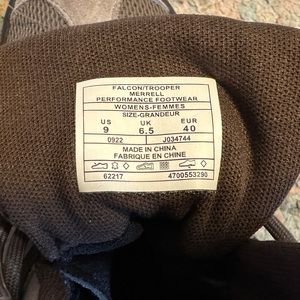 FALCON/TROOPER
MERRELL
PERFORMANCE FOOTWEAR
WOMENS-FEMMES
SIZE-GRANDEUR
US UK EUR
9 6.5 40
0922 J034744
MADE IN CHINA
FABRIQUE EN CHINE
62217 4700553290